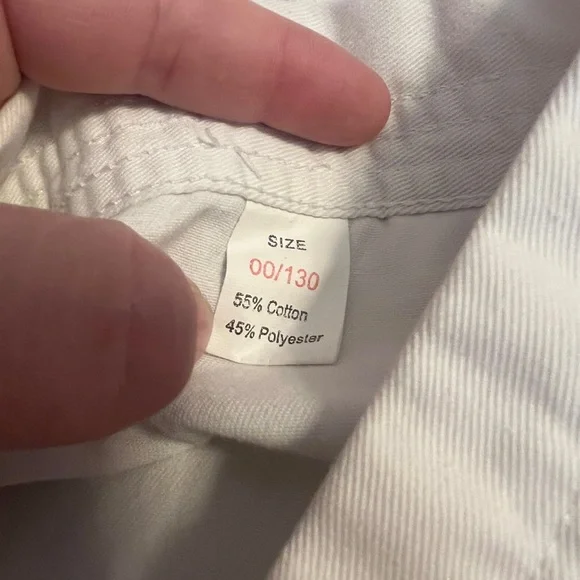 SIZE
00/130
55% Cotton
45% Polyester